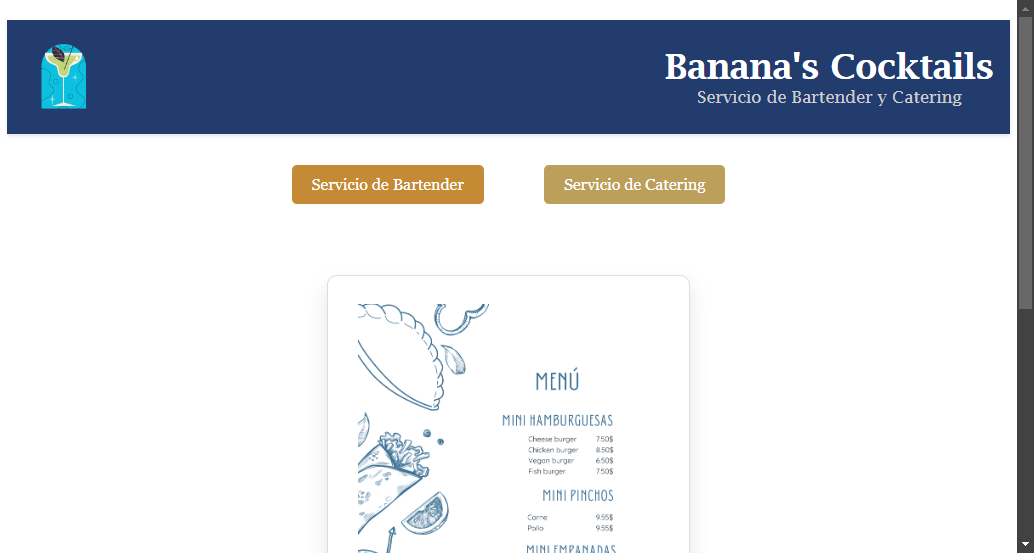 Banana's Cocktails
Servicio de Bartender y Catering
Servicio de Bartender
Servicio de Catering
MENÚ
MINI HAMBURGUESAS
Cheese burger 7.50$
Chicken burger 8.50$
Vegan burger 6.50$
Fish burger 7.50$
MINI PINCHOS
Carne 9.55$
Pollo 9.55$
MINI EMPANADAS